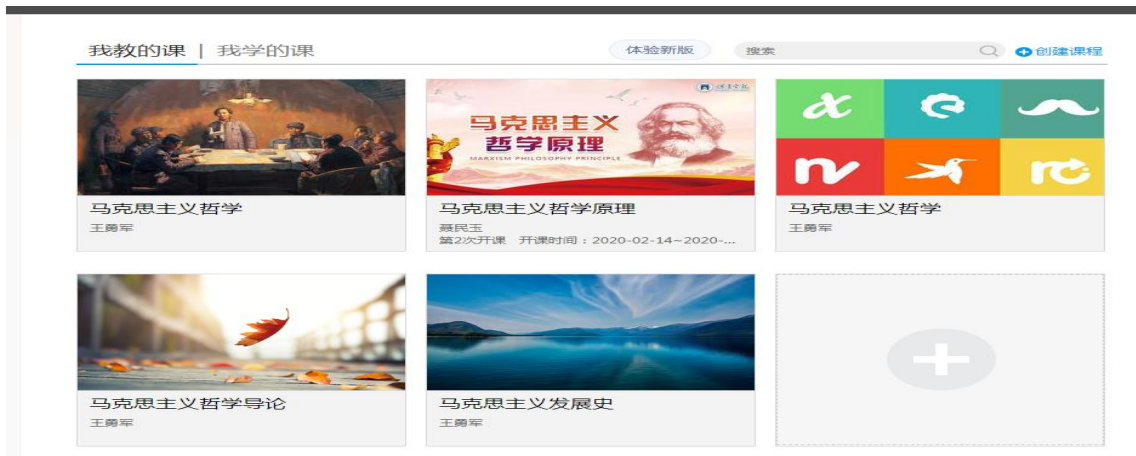 我教的课 | 我学的课
体验新版
搜索
创建课程
马克思主义
哲学原理
MARXISM PHILOSOPHY PRINCIPLE
马克思主义哲学
王勇军
马克思主义哲学原理
聂民玉
第2次开课 开课时间：2020-02-14~2020-...
马克思主义哲学
王勇军
马克思主义哲学导论
王勇军
马克思主义发展史
王勇军